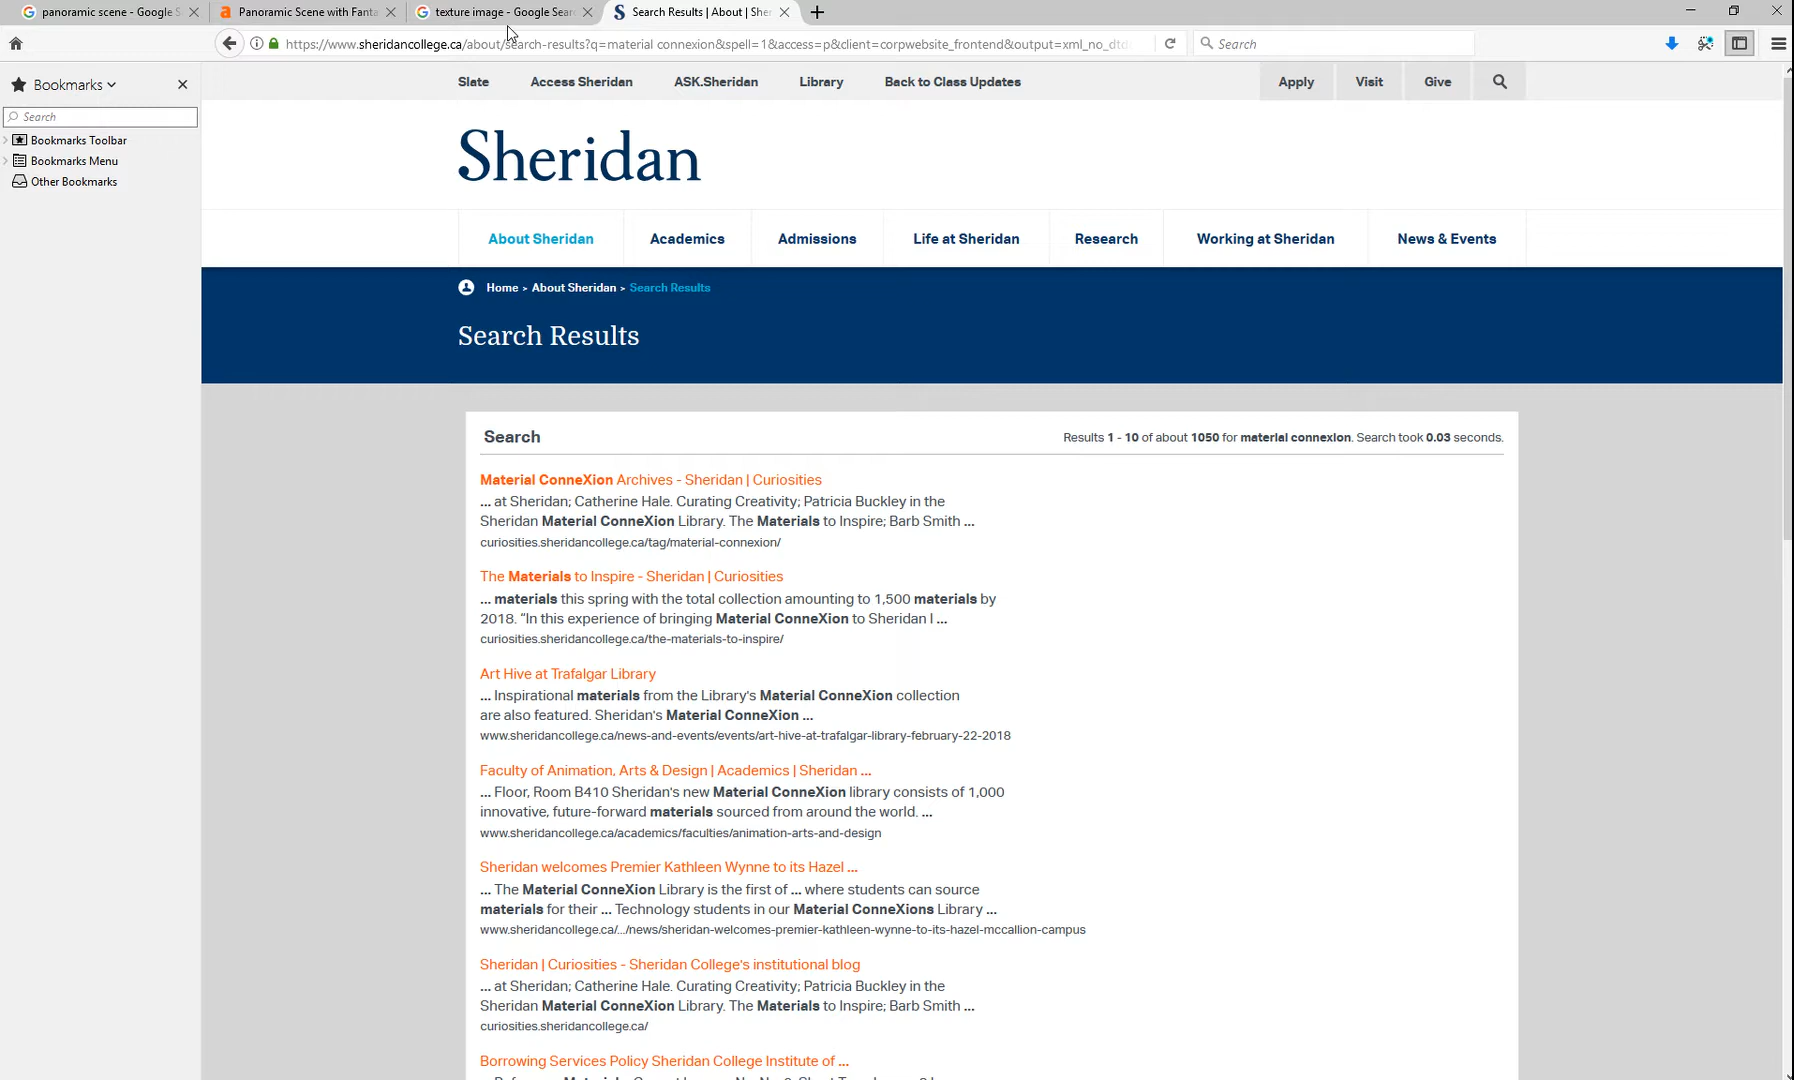 panoramic scene - Google S
Panoramic Scene with Fanta
texture image - Google Sear
Search Results | About | Sher
https://www.sheridancollege.ca/about/search-results?q=material connexion&spell=1&access=p&client=corpwebsite_frontend&output=xml_no_dtd
Search
Bookmarks
Search
Bookmarks Toolbar
Bookmarks Menu
Other Bookmarks
Slate Access Sheridan ASK.Sheridan Library Back to Class Updates Apply Visit Give
Sheridan
About Sheridan Academics Admissions Life at Sheridan Research Working at Sheridan News & Events
Home > About Sheridan > Search Results
Search Results
Search
Results 1 - 10 of about 1050 for material connexion. Search took 0.03 seconds.
Material ConneXion Archives - Sheridan | Curiosities
... at Sheridan; Catherine Hale. Curating Creativity; Patricia Buckley in the
Sheridan Material ConneXion Library. The Materials to Inspire; Barb Smith ...
curiosities.sheridancollege.ca/tag/material-connexion/
The Materials to Inspire - Sheridan | Curiosities
... materials this spring with the total collection amounting to 1,500 materials by
2018. “In this experience of bringing Material ConneXion to Sheridan I ...
curiosities.sheridancollege.ca/the-materials-to-inspire/
Art Hive at Trafalgar Library
... Inspirational materials from the Library's Material ConneXion collection
are also featured. Sheridan's Material ConneXion ...
www.sheridancollege.ca/news-and-events/events/art-hive-at-trafalgar-library-february-22-2018
Faculty of Animation, Arts & Design | Academics | Sheridan ...
... Floor, Room B410 Sheridan's new Material ConneXion library consists of 1,000
innovative, future-forward materials sourced from around the world. ...
www.sheridancollege.ca/academics/faculties/animation-arts-and-design
Sheridan welcomes Premier Kathleen Wynne to its Hazel ...
... The Material ConneXion Library is the first of ... where students can source
materials for their ... Technology students in our Material ConneXions Library ...
www.sheridancollege.ca/.../news/sheridan-welcomes-premier-kathleen-wynne-to-its-hazel-mccallion-campus
Sheridan | Curiosities - Sheridan College's institutional blog
... at Sheridan; Catherine Hale. Curating Creativity; Patricia Buckley in the
Sheridan Material ConneXion Library. The Materials to Inspire; Barb Smith ...
curiosities.sheridancollege.ca/
Borrowing Services Policy Sheridan College Institute of ...